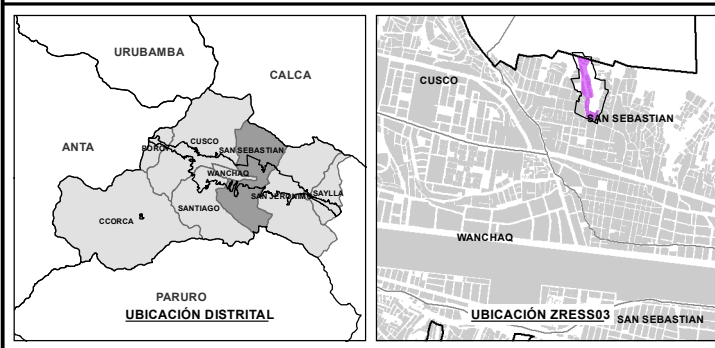 URUBAMBA
CALCA
ANTA
CUSCO
POROY
SAN SEBASTIAN
WANCHAQ
SAN JERONIMO
SAYLLA
SANTIAGO
CCORCA
PARURO
UBICACIÓN DISTRITAL
CUSCO
SAN SEBASTIAN
WANCHAQ
UBICACIÓN ZRESS03
SAN SEBASTIAN